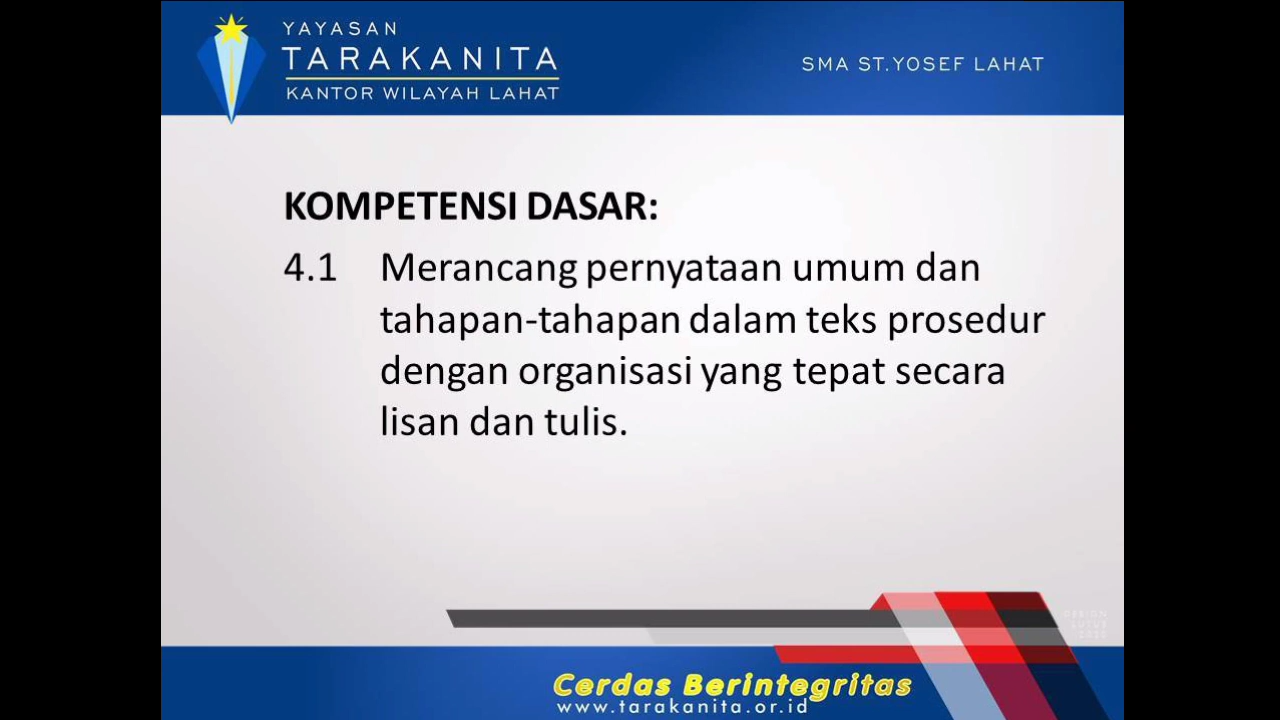 YAYASAN
TARAKANITA
KANTOR WILAYAH LAHAT
SMA ST.YOSEF LAHAT
KOMPETENSI DASAR:
4.1 Merancang pernyataan umum dan
tahapan-tahapan dalam teks prosedur
dengan organisasi yang tepat secara
lisan dan tulis.
Cerdas Berintegritas
www.tarakanita.or.id